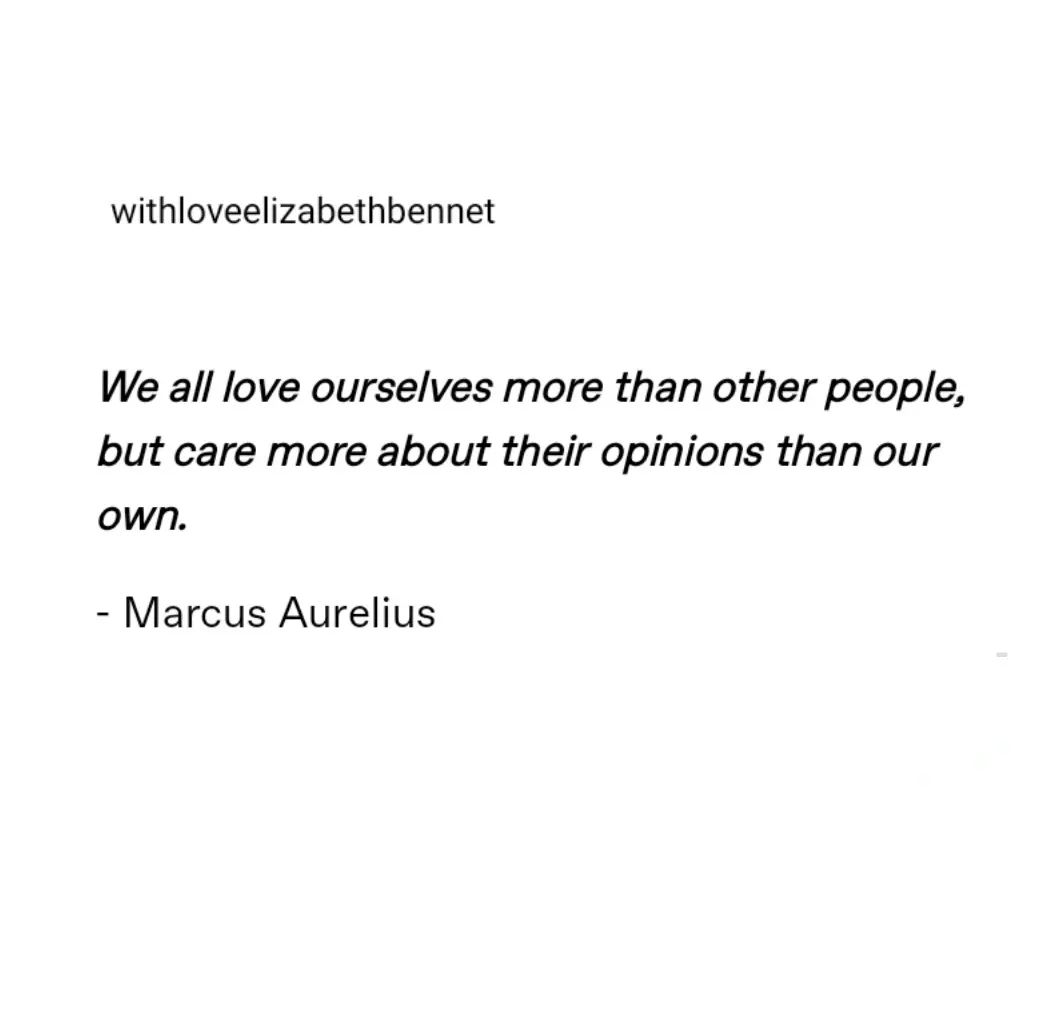 withloveelizabethbennet
We all love ourselves more than other people,
but care more about their opinions than our
own.
- Marcus Aurelius